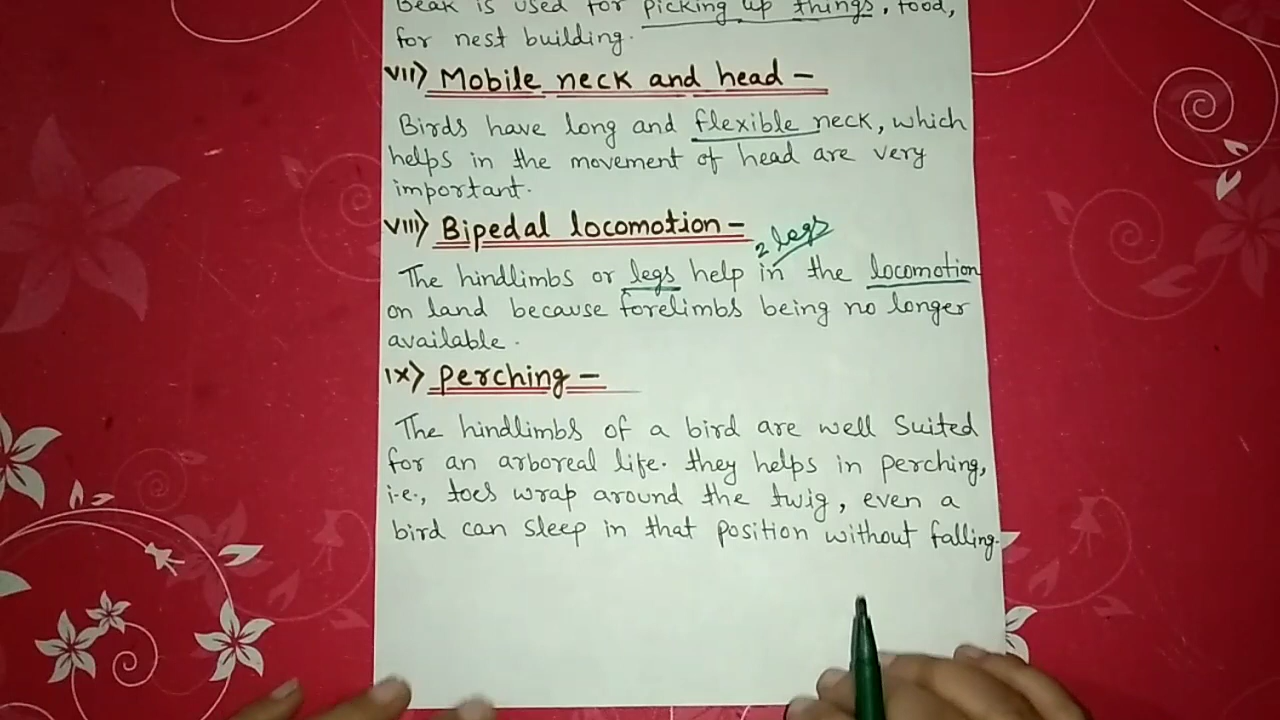 Beak is used for picking up things, food,
for nest building.
VII) Mobile neck and head -
Birds have long and flexible neck, which
helps in the movement of head are very
important.
VIII) Bipedal locomotion -
2 legs
The hindlimbs or legs help in the locomotion
on land because forelimbs being no longer
available.
IX) Perching -
The hindlimbs of a bird are well suited
for an arboreal life. they helps in perching,
i.e., toes wrap around the twig, even a
bird can sleep in that position without falling.